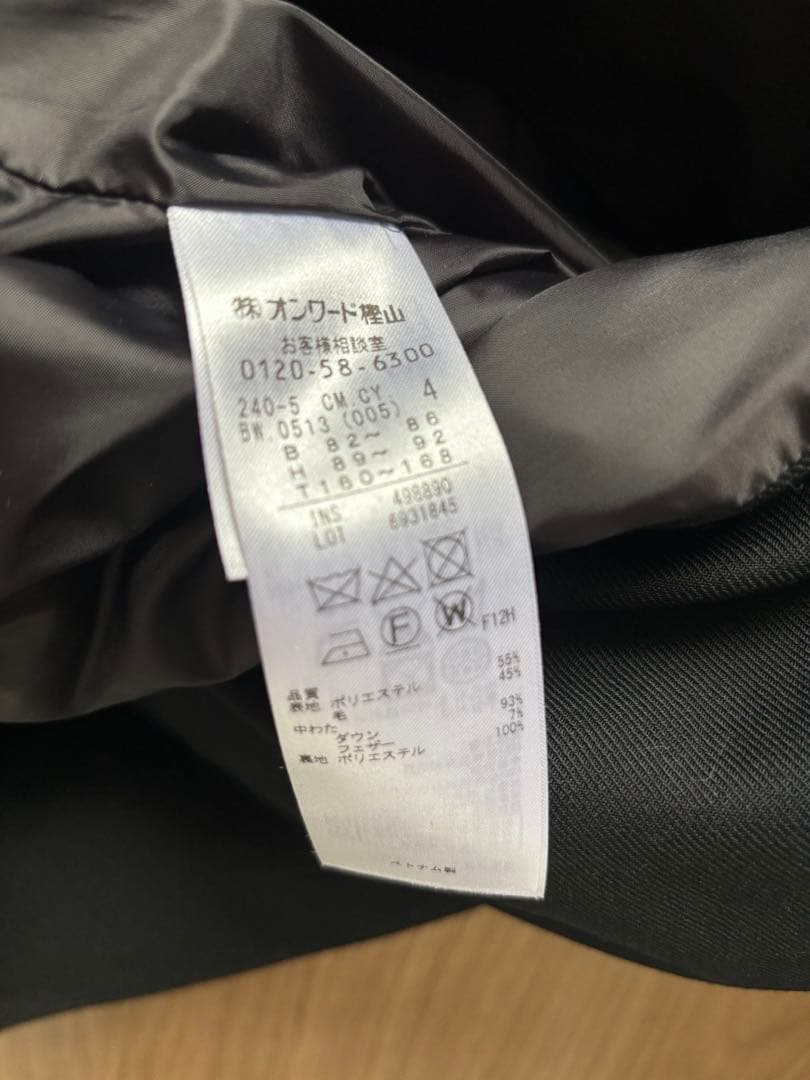 ㈱オンワード樫山
お客様相談室
0120-58-6300
240-5 CM.CY 4
BW.0513 (005)
B 82～ 86
H 89～ 92
T160～168
INS 498890
LOT 6931845
F W F12H
品質
表地 ポリエステル 55%
毛 45%
中わた
ダウン 93%
フェザー 7%
裏地 ポリエステル 100%